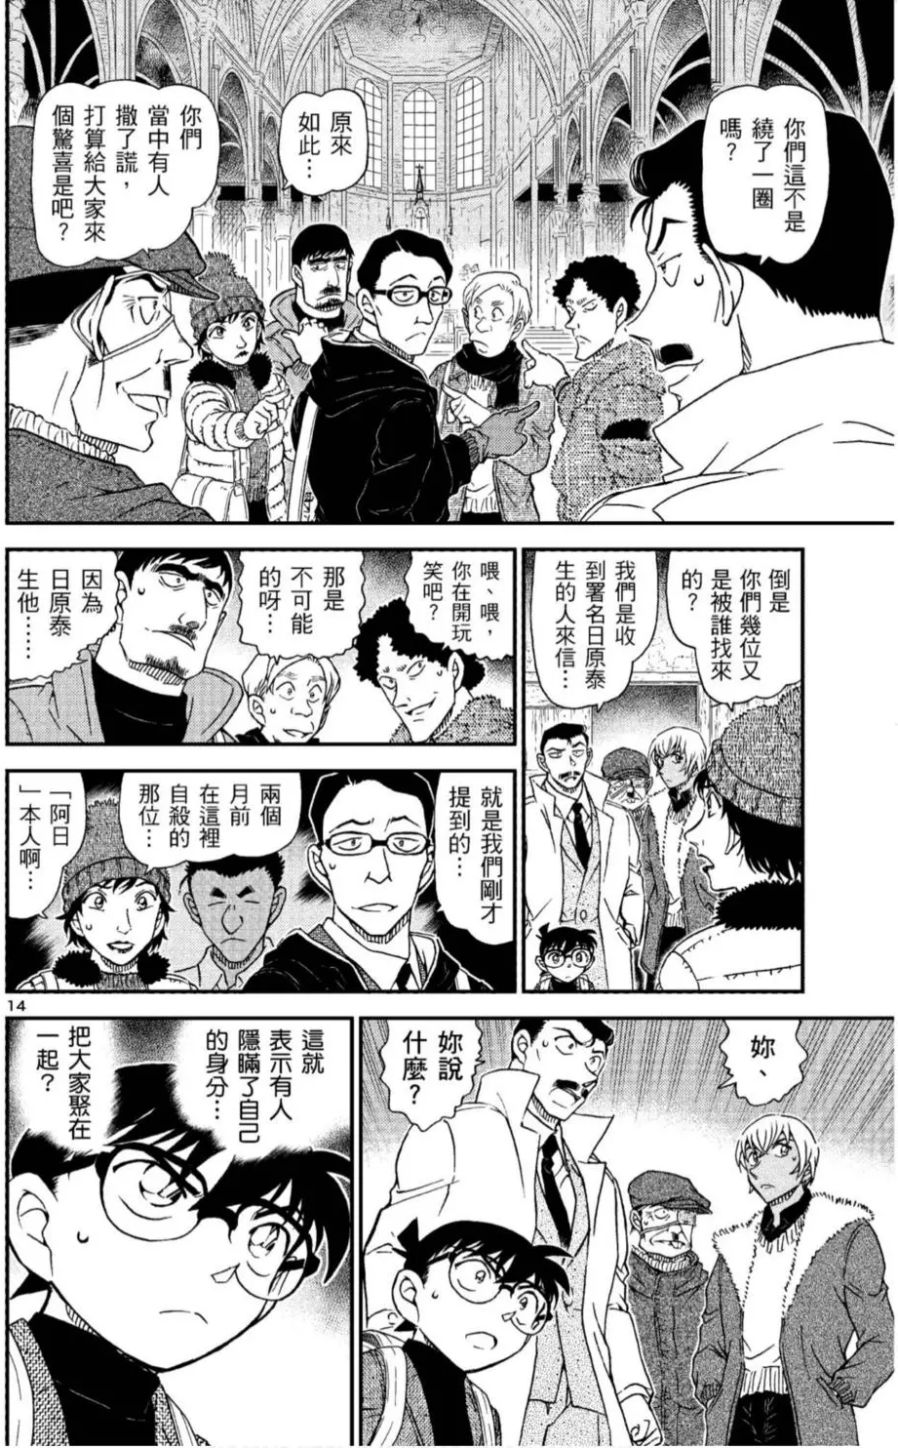 你們這不是
繞了一圈
嗎？
原來
如此…
你們
當中有人
撒了謊，
打算給大家來
個驚喜是吧？
倒是
你們幾位又
是被誰找來
的？
我們是收
到署名日原泰
生的人來信…
喂、喂，
你在開玩
笑吧？
那是
不可能
的呀…
因為
日原泰
生他……
就是我們剛才
提到的…
兩個
月前
在這裡
自殺的
那位…
「阿日
」本人啊…
14
妳、
妳說
什麼？
這就
表示有人
隱瞞了自己
的身分…
把大家聚在
一起？